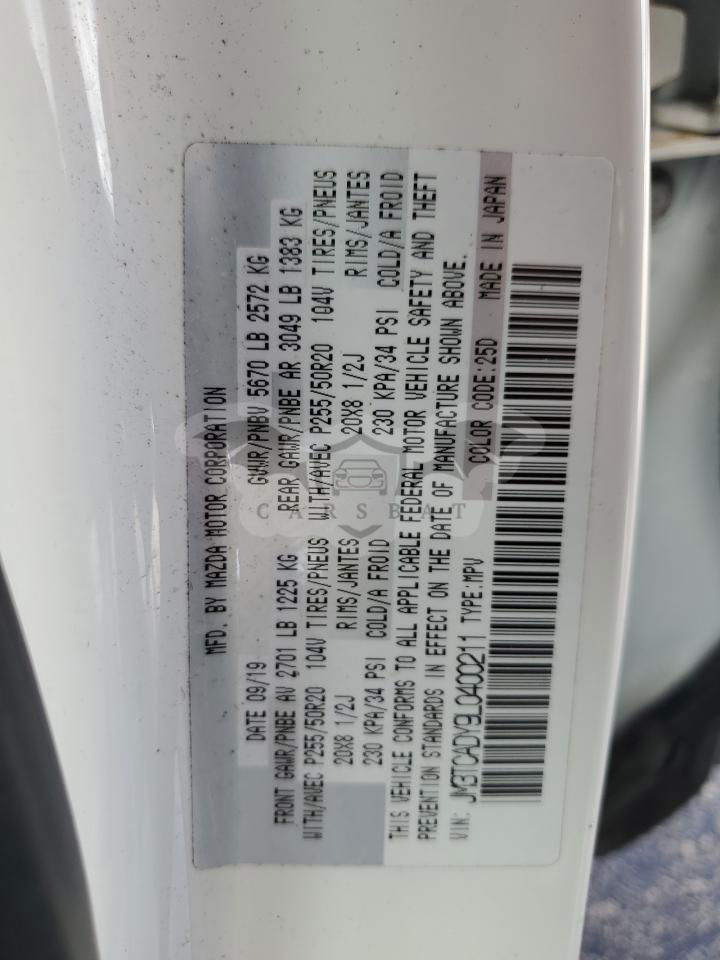 MFD. BY MAZDA MOTOR CORPORATION
DATE 09/19 GVWR/PNBV 5670 LB 2572 KG
FRONT GAWR/PNBE AV 2701 LB 1225 KG REAR GAWR/PNBE AR 3049 LB 1383 KG
WITH/AVEC P255/50R20 104V TIRES/PNEUS WITH/AVEC P255/50R20 104V TIRES/PNEUS
20X8 1/2J RIMS/JANTES 20X8 1/2J RIMS/JANTES
230 KPA/34 PSI COLD/A FROID 230 KPA/34 PSI COLD/A FROID
THIS VEHICLE CONFORMS TO ALL APPLICABLE FEDERAL MOTOR VEHICLE SAFETY AND THEFT
PREVENTION STANDARDS IN EFFECT ON THE DATE OF MANUFACTURE SHOWN ABOVE.
VIN: JM3TCADY9L0400211 TYPE:MPV COLOR CODE:25D MADE IN JAPAN
CARSBAT